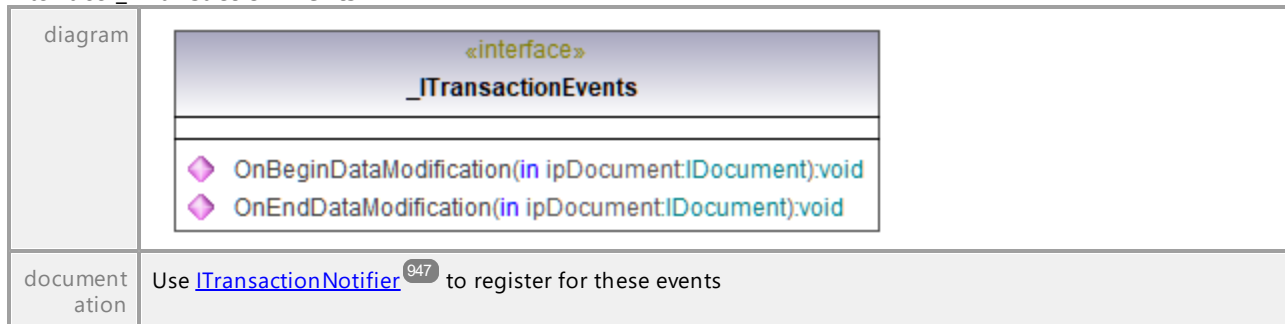 diagram
«interface»
_ITransactionEvents
OnBeginDataModification(in ipDocument:IDocument):void
OnEndDataModification(in ipDocument:IDocument):void
document
ation
Use ITransactionNotifier 947 to register for these events